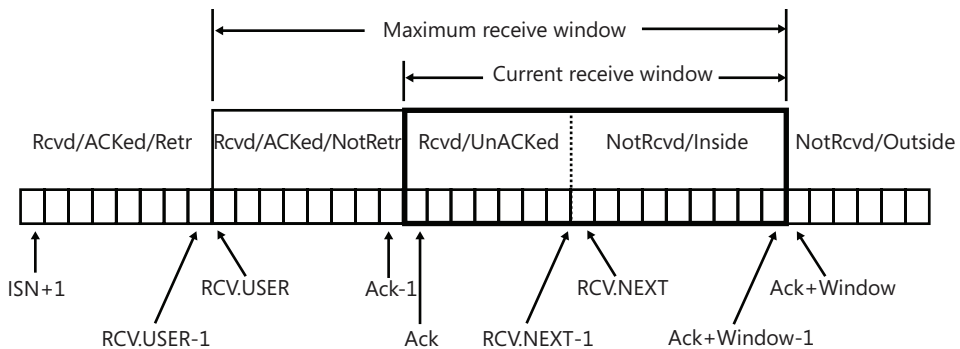 Maximum receive window
Current receive window
Rcvd/ACKed/Retr
Rcvd/ACKed/NotRetr
Rcvd/UnACKed
NotRcvd/Inside
NotRcvd/Outside
ISN+1
RCV.USER
Ack-1
RCV.NEXT
Ack+Window
RCV.USER-1
Ack
RCV.NEXT-1
Ack+Window-1